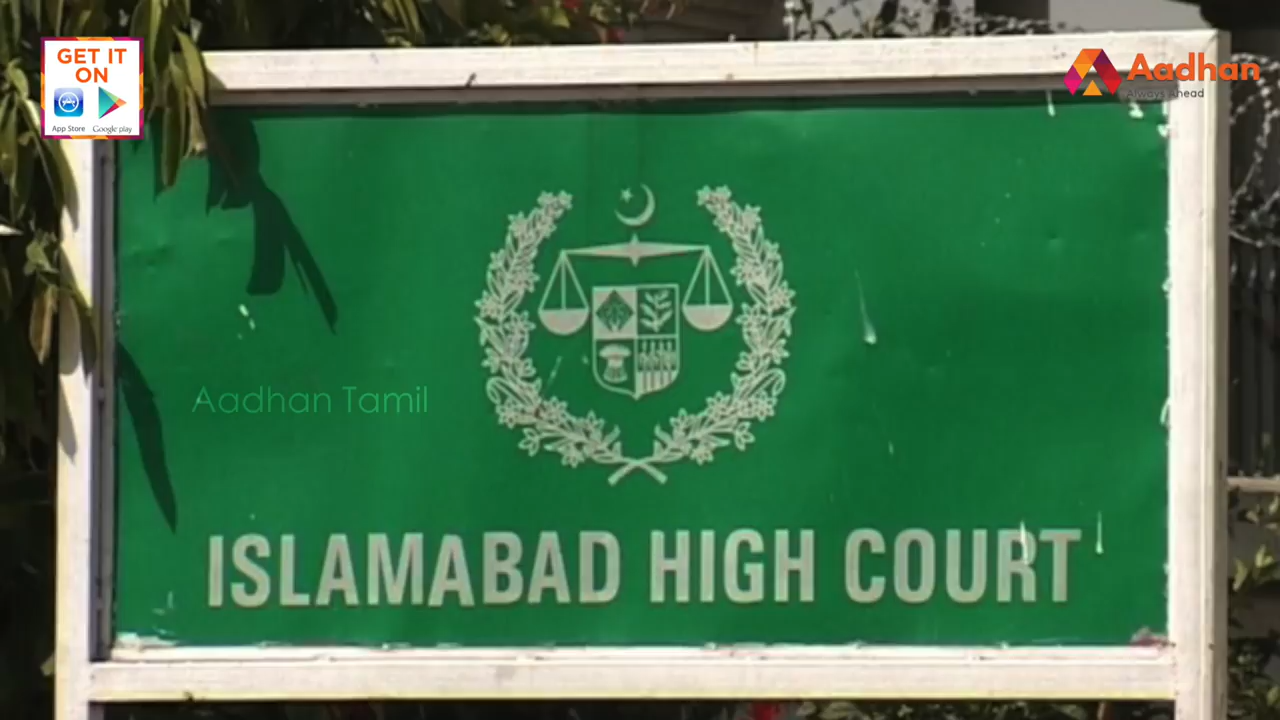 GET IT
ON
App Store Google play
Aadhan
Always Ahead
Aadhan Tamil
ISLAMABAD HIGH COURT